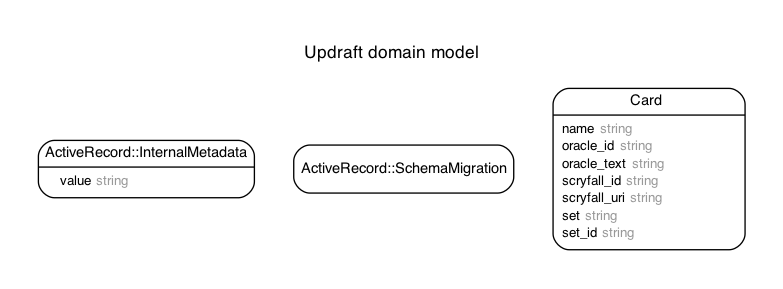 Updraft domain model
ActiveRecord::InternalMetadata
value string
ActiveRecord::SchemaMigration
Card
name string
oracle_id string
oracle_text string
scryfall_id string
scryfall_uri string
set string
set_id string